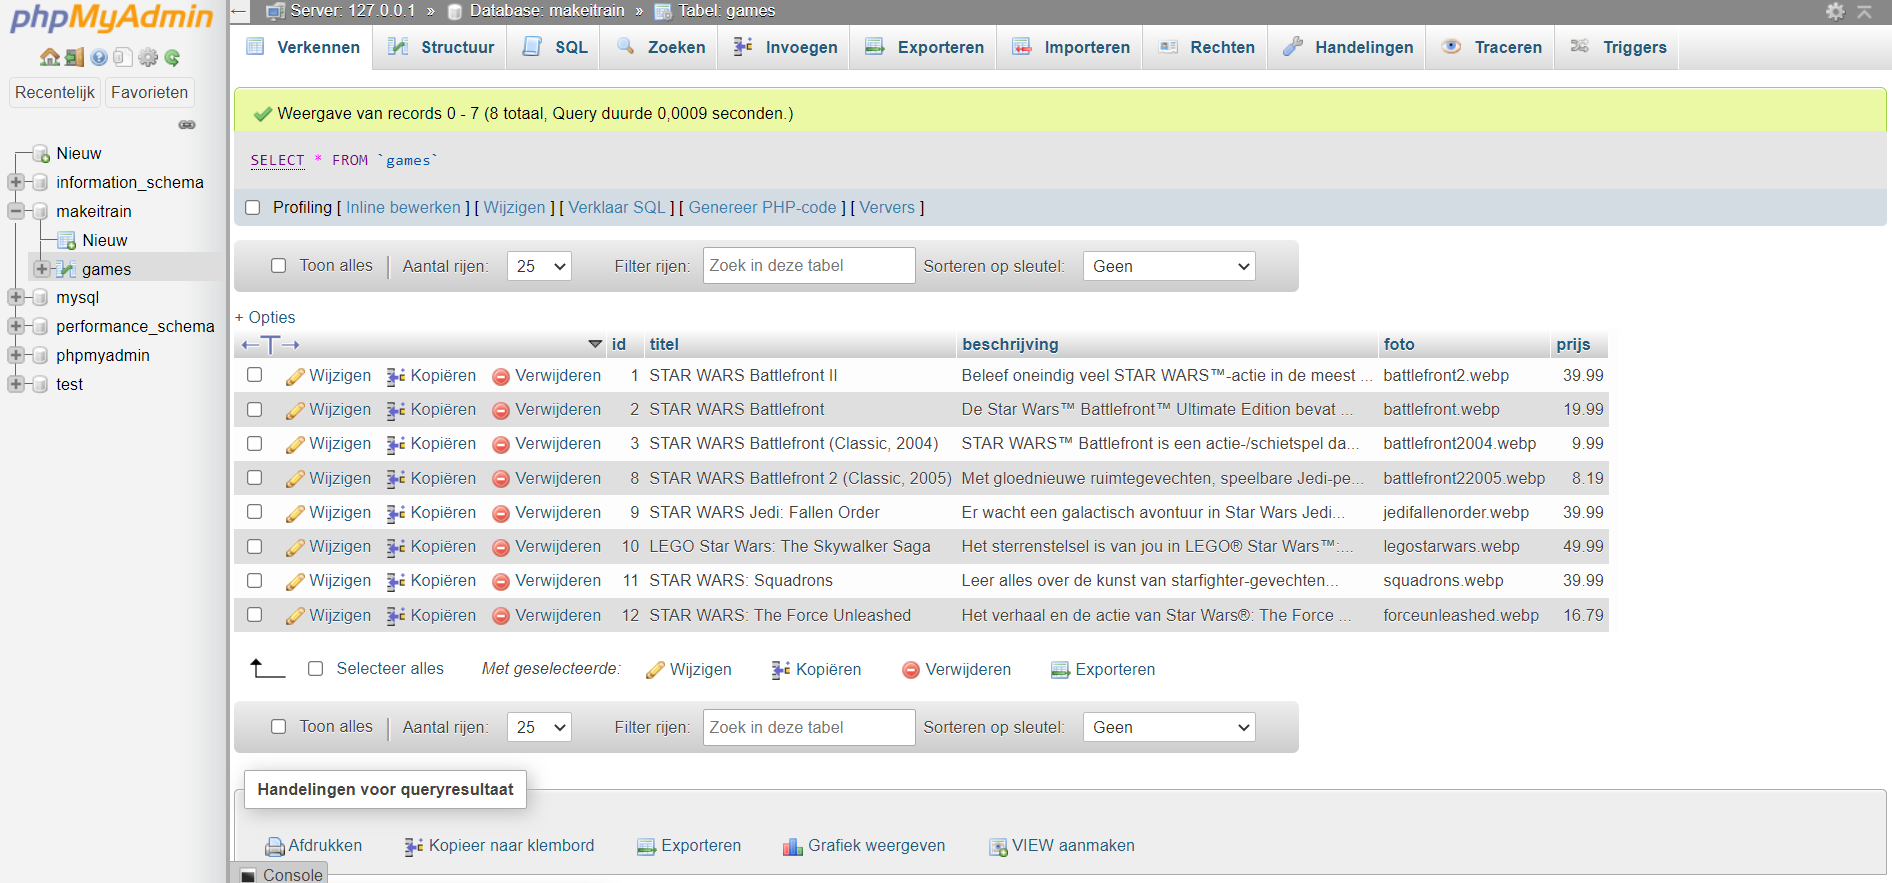 phpMyAdmin
Recentelijk Favorieten
Nieuw
information_schema
makeitrain
Nieuw
games
mysql
performance_schema
phpmyadmin
test
← Server: 127.0.0.1 » Database: makeitrain » Tabel: games
Verkennen Structuur SQL Zoeken Invoegen Exporteren Importeren Rechten Handelingen Traceren Triggers
Weergave van records 0 - 7 (8 totaal, Query duurde 0,0009 seconden.)
SELECT * FROM `games`
Profiling [ Inline bewerken ] [ Wijzigen ] [ Verklaar SQL ] [ Genereer PHP-code ] [ Ververs ]
Toon alles | Aantal rijen: 25 Filter rijen: Zoek in deze tabel Sorteren op sleutel: Geen
+ Opties
←T→ id titel beschrijving foto prijs
Wijzigen Kopiëren Verwijderen 1 STAR WARS Battlefront II Beleef oneindig veel STAR WARS™-actie in de meest ... battlefront2.webp 39.99
Wijzigen Kopiëren Verwijderen 2 STAR WARS Battlefront De Star Wars™ Battlefront™ Ultimate Edition bevat ... battlefront.webp 19.99
Wijzigen Kopiëren Verwijderen 3 STAR WARS Battlefront (Classic, 2004) STAR WARS™ Battlefront is een actie-/schietspel da... battlefront2004.webp 9.99
Wijzigen Kopiëren Verwijderen 8 STAR WARS Battlefront 2 (Classic, 2005) Met gloednieuwe ruimtegevechten, speelbare Jedi-pe... battlefront22005.webp 8.19
Wijzigen Kopiëren Verwijderen 9 STAR WARS Jedi: Fallen Order Er wacht een galactisch avontuur in Star Wars Jedi... jedifallenorder.webp 39.99
Wijzigen Kopiëren Verwijderen 10 LEGO Star Wars: The Skywalker Saga Het sterrenstelsel is van jou in LEGO® Star Wars™:... legostarwars.webp 49.99
Wijzigen Kopiëren Verwijderen 11 STAR WARS: Squadrons Leer alles over de kunst van starfighter-gevechten... squadrons.webp 39.99
Wijzigen Kopiëren Verwijderen 12 STAR WARS: The Force Unleashed Het verhaal en de actie van Star Wars®: The Force ... forceunleashed.webp 16.79
Selecteer alles Met geselecteerde: Wijzigen Kopiëren Verwijderen Exporteren
Toon alles | Aantal rijen: 25 Filter rijen: Zoek in deze tabel Sorteren op sleutel: Geen
Handelingen voor queryresultaat
Afdrukken Kopieer naar klembord Exporteren Grafiek weergeven VIEW aanmaken
Console